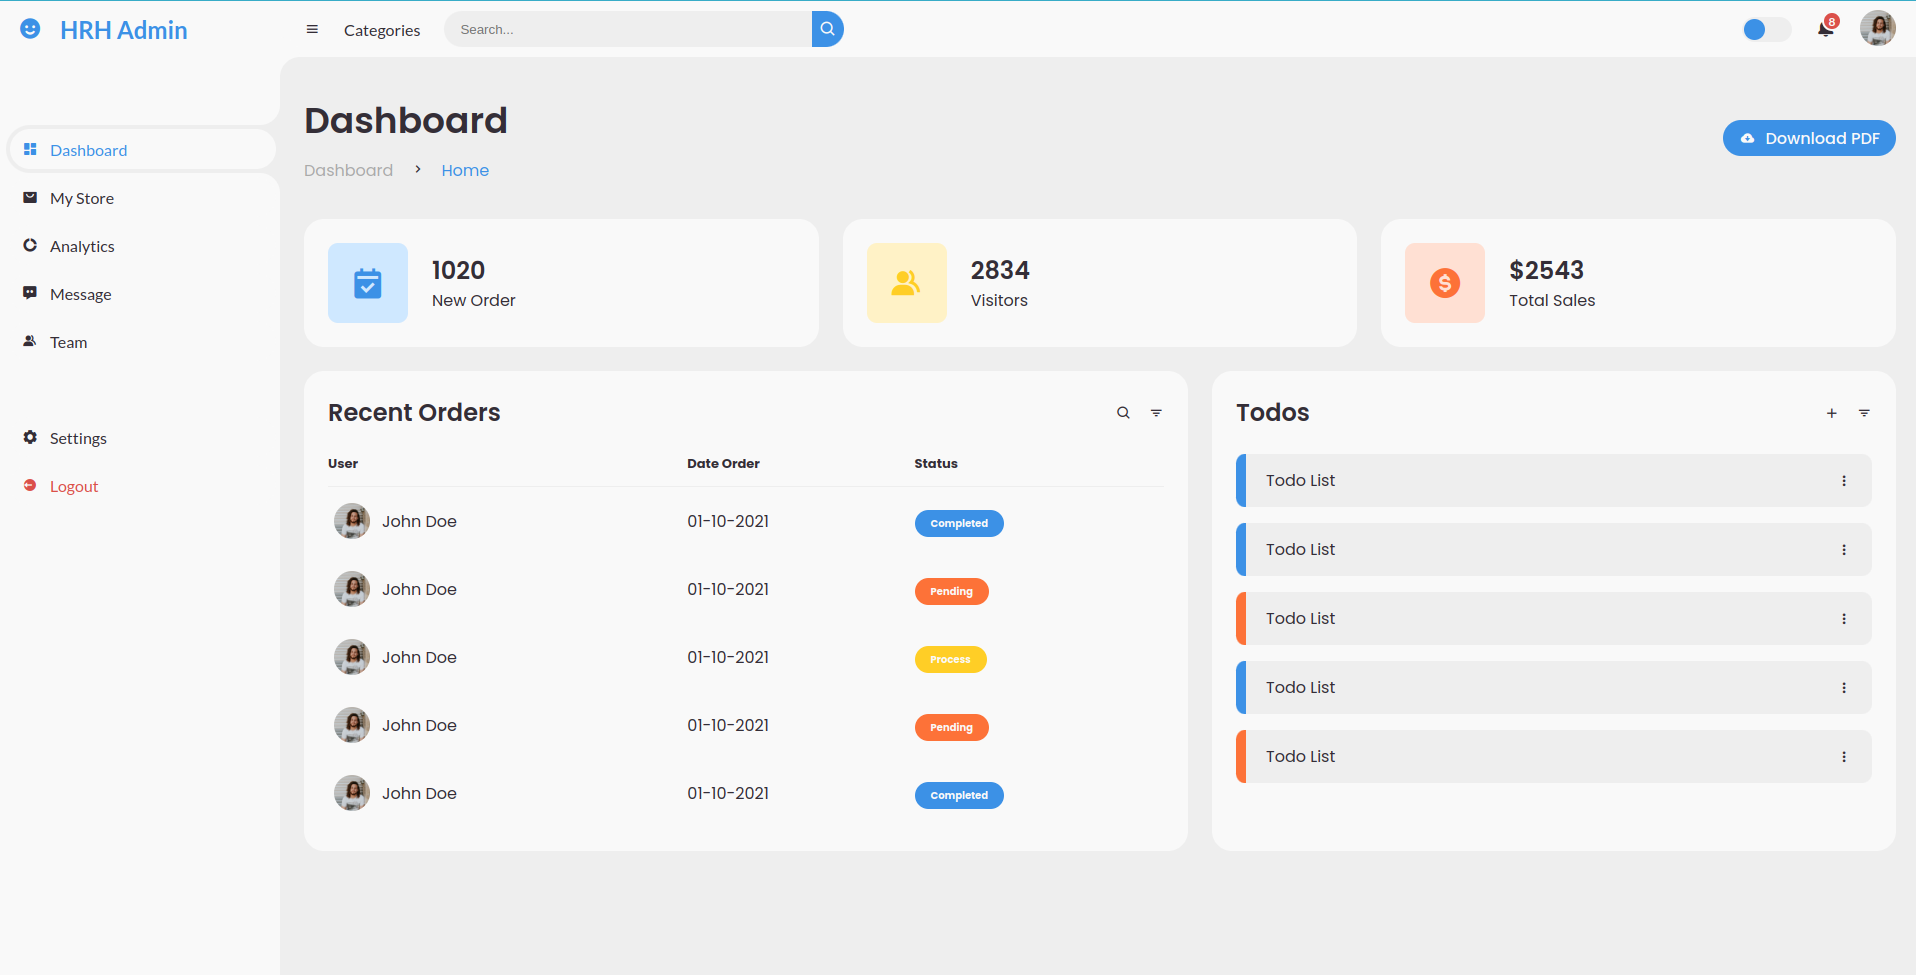 HRH Admin
Categories
Search...
8
Dashboard
My Store
Analytics
Message
Team
Settings
Logout
Dashboard
Dashboard
Home
Download PDF
1020
New Order
2834
Visitors
$2543
Total Sales
Recent Orders
User Date Order Status
John Doe 01-10-2021 Completed
John Doe 01-10-2021 Pending
John Doe 01-10-2021 Process
John Doe 01-10-2021 Pending
John Doe 01-10-2021 Completed
Todos
Todo List
Todo List
Todo List
Todo List
Todo List